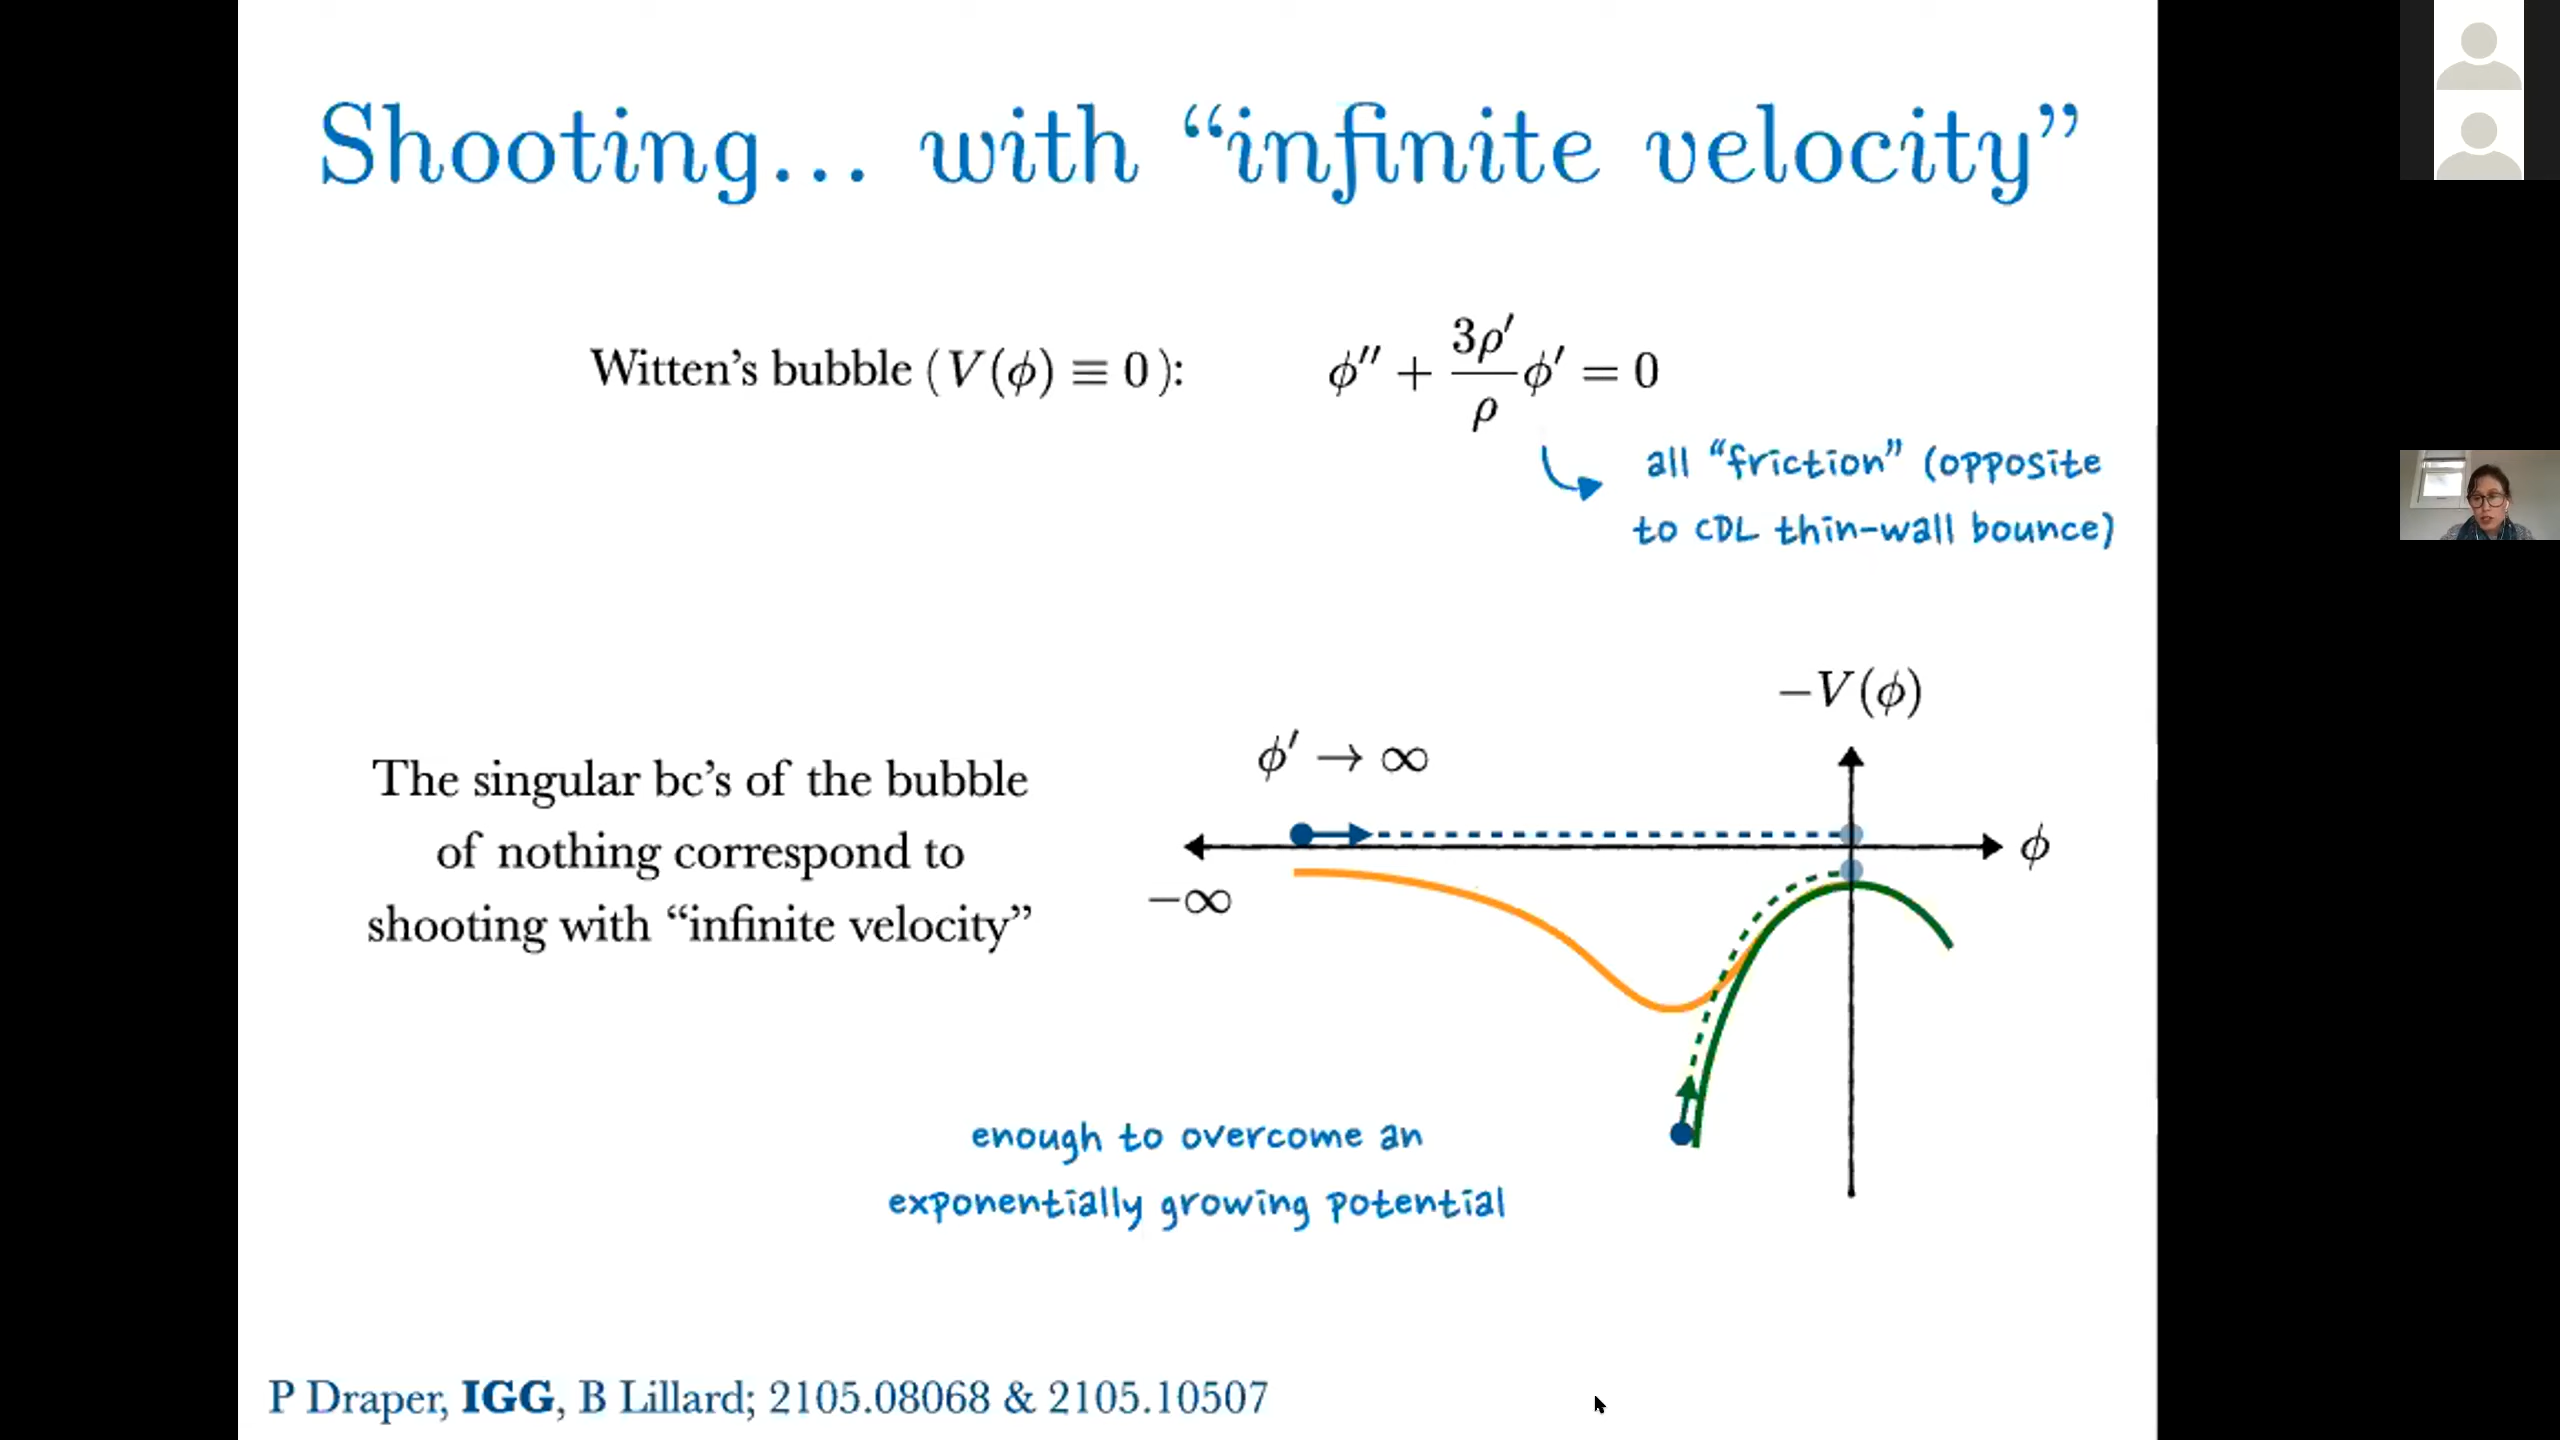 Shooting... with “infinite velocity”
Witten’s bubble ( V(ϕ) ≡ 0 ): ϕ′′ + 3ρ′/ρ ϕ′ = 0
all “friction” (opposite
to CDL thin-wall bounce)
−V(ϕ)
ϕ′ → ∞
ϕ
−∞
The singular bc’s of the bubble
of nothing correspond to
shooting with “infinite velocity”
enough to overcome an
exponentially growing potential
P Draper, IGG, B Lillard; 2105.08068 & 2105.10507